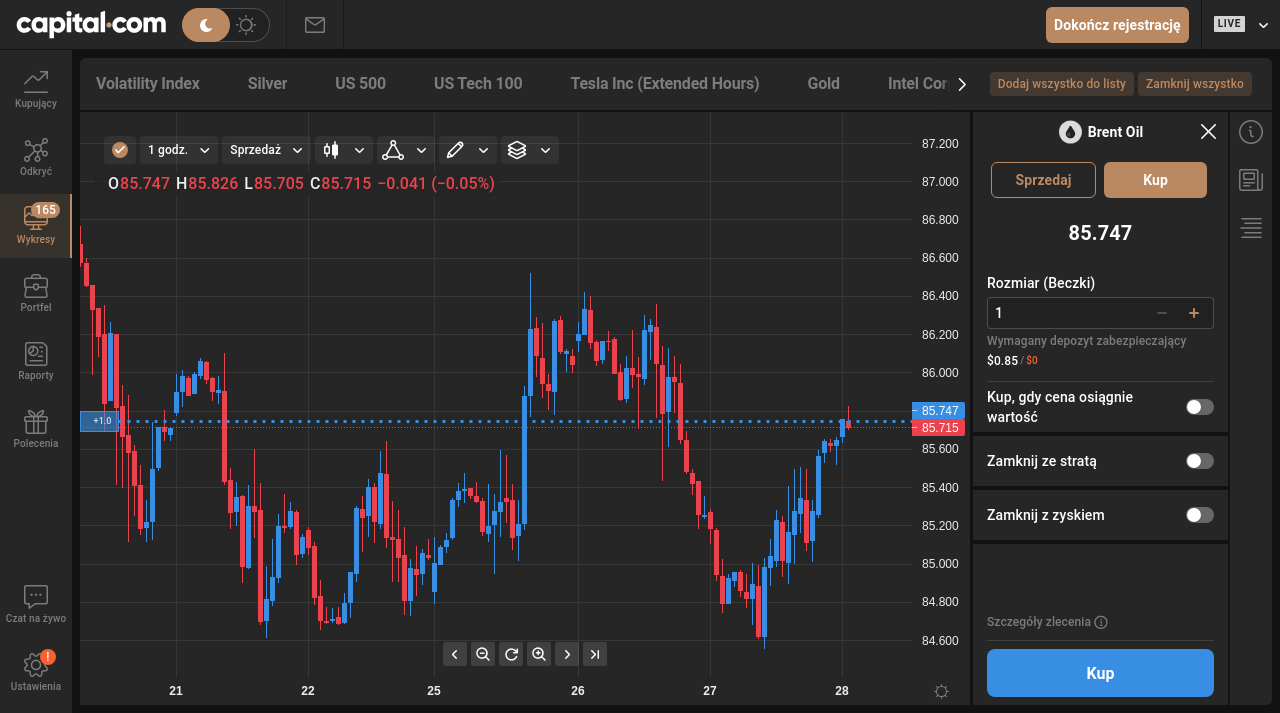 capital.com
Dokończ rejestrację
LIVE
Kupujący
Odkryć
165
Wykresy
Portfel
Raporty
Polecenia
Czat na żywo
!
Ustawienia
Volatility Index
Silver
US 500
US Tech 100
Tesla Inc (Extended Hours)
Gold
Intel Cor
Dodaj wszystko do listy
Zamknij wszystko
1 godz.
Sprzedaż
O85.747 H85.826 L85.705 C85.715 −0.041 (−0.05%)
+1.0
87.200
87.000
86.800
86.600
86.400
86.200
86.000
85.747
85.715
85.600
85.400
85.200
85.000
84.800
84.600
21
22
25
26
27
28
Brent Oil
Sprzedaj
Kup
85.747
Rozmiar (Beczki)
1
Wymagany depozyt zabezpieczający
$0.85 / $0
Kup, gdy cena osiągnie
wartość
Zamknij ze stratą
Zamknij z zyskiem
Szczegóły zlecenia
Kup